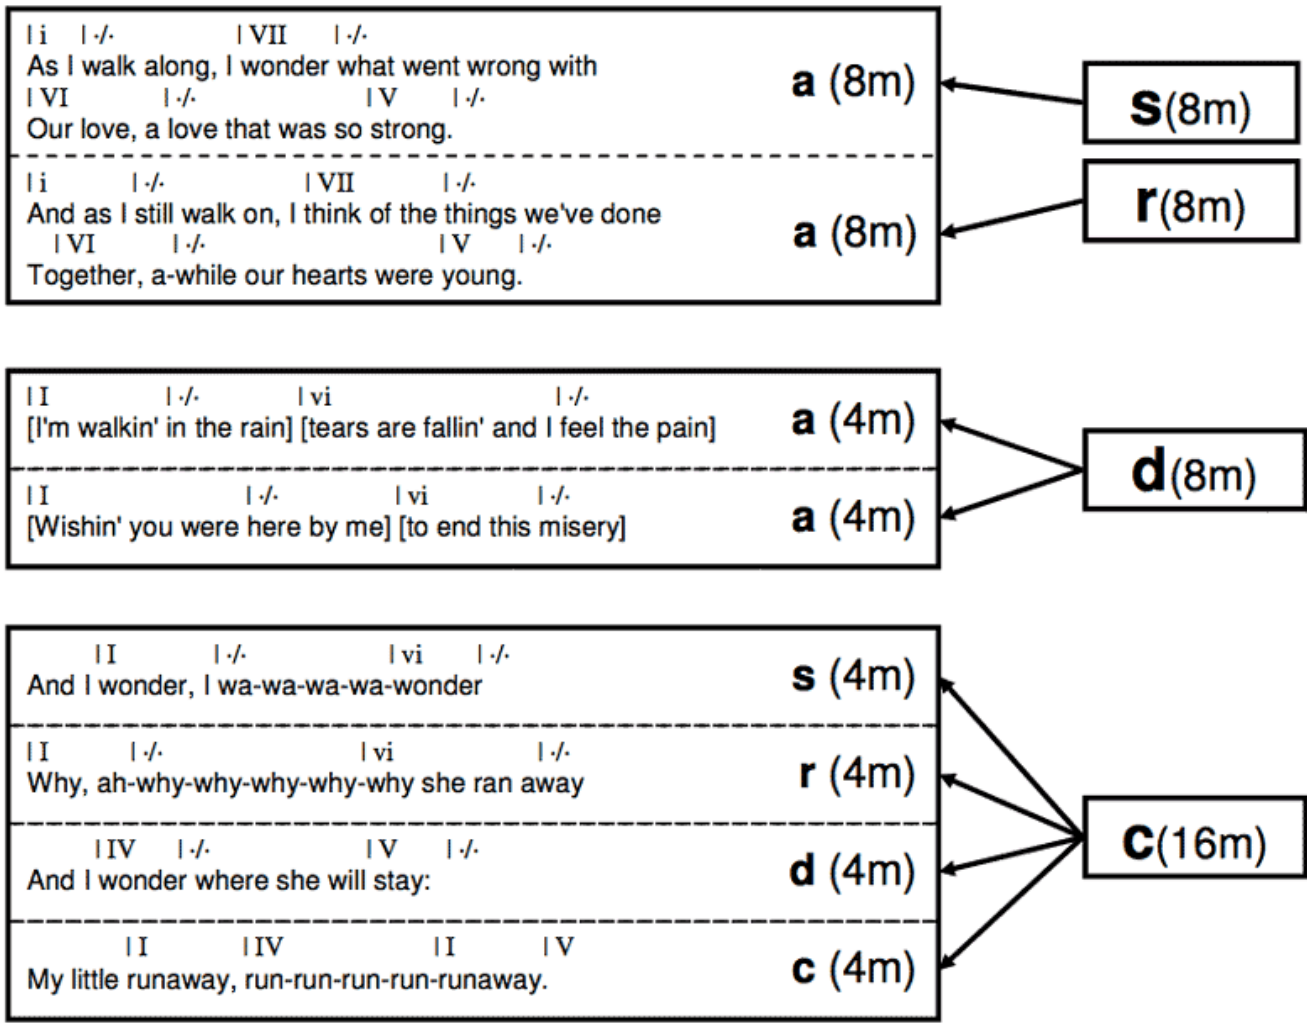 | i | ·/· | VII | ·/·
As I walk along, I wonder what went wrong with
| VI | ·/· | V | ·/·
Our love, a love that was so strong.
a (8m)
s(8m)
| i | ·/· | VII | ·/·
And as I still walk on, I think of the things we've done
| VI | ·/· | V | ·/·
Together, a-while our hearts were young.
a (8m)
r(8m)
| I | ·/· | vi | ·/·
[I'm walkin' in the rain] [tears are fallin' and I feel the pain]
a (4m)
| I | ·/· | vi | ·/·
[Wishin' you were here by me] [to end this misery]
a (4m)
d(8m)
| I | ·/· | vi | ·/·
And I wonder, I wa-wa-wa-wa-wonder
s (4m)
| I | ·/· | vi | ·/·
Why, ah-why-why-why-why-why she ran away
r (4m)
| IV | ·/· | V | ·/·
And I wonder where she will stay:
d (4m)
| I | IV | I | V
My little runaway, run-run-run-run-runaway.
c (4m)
c(16m)